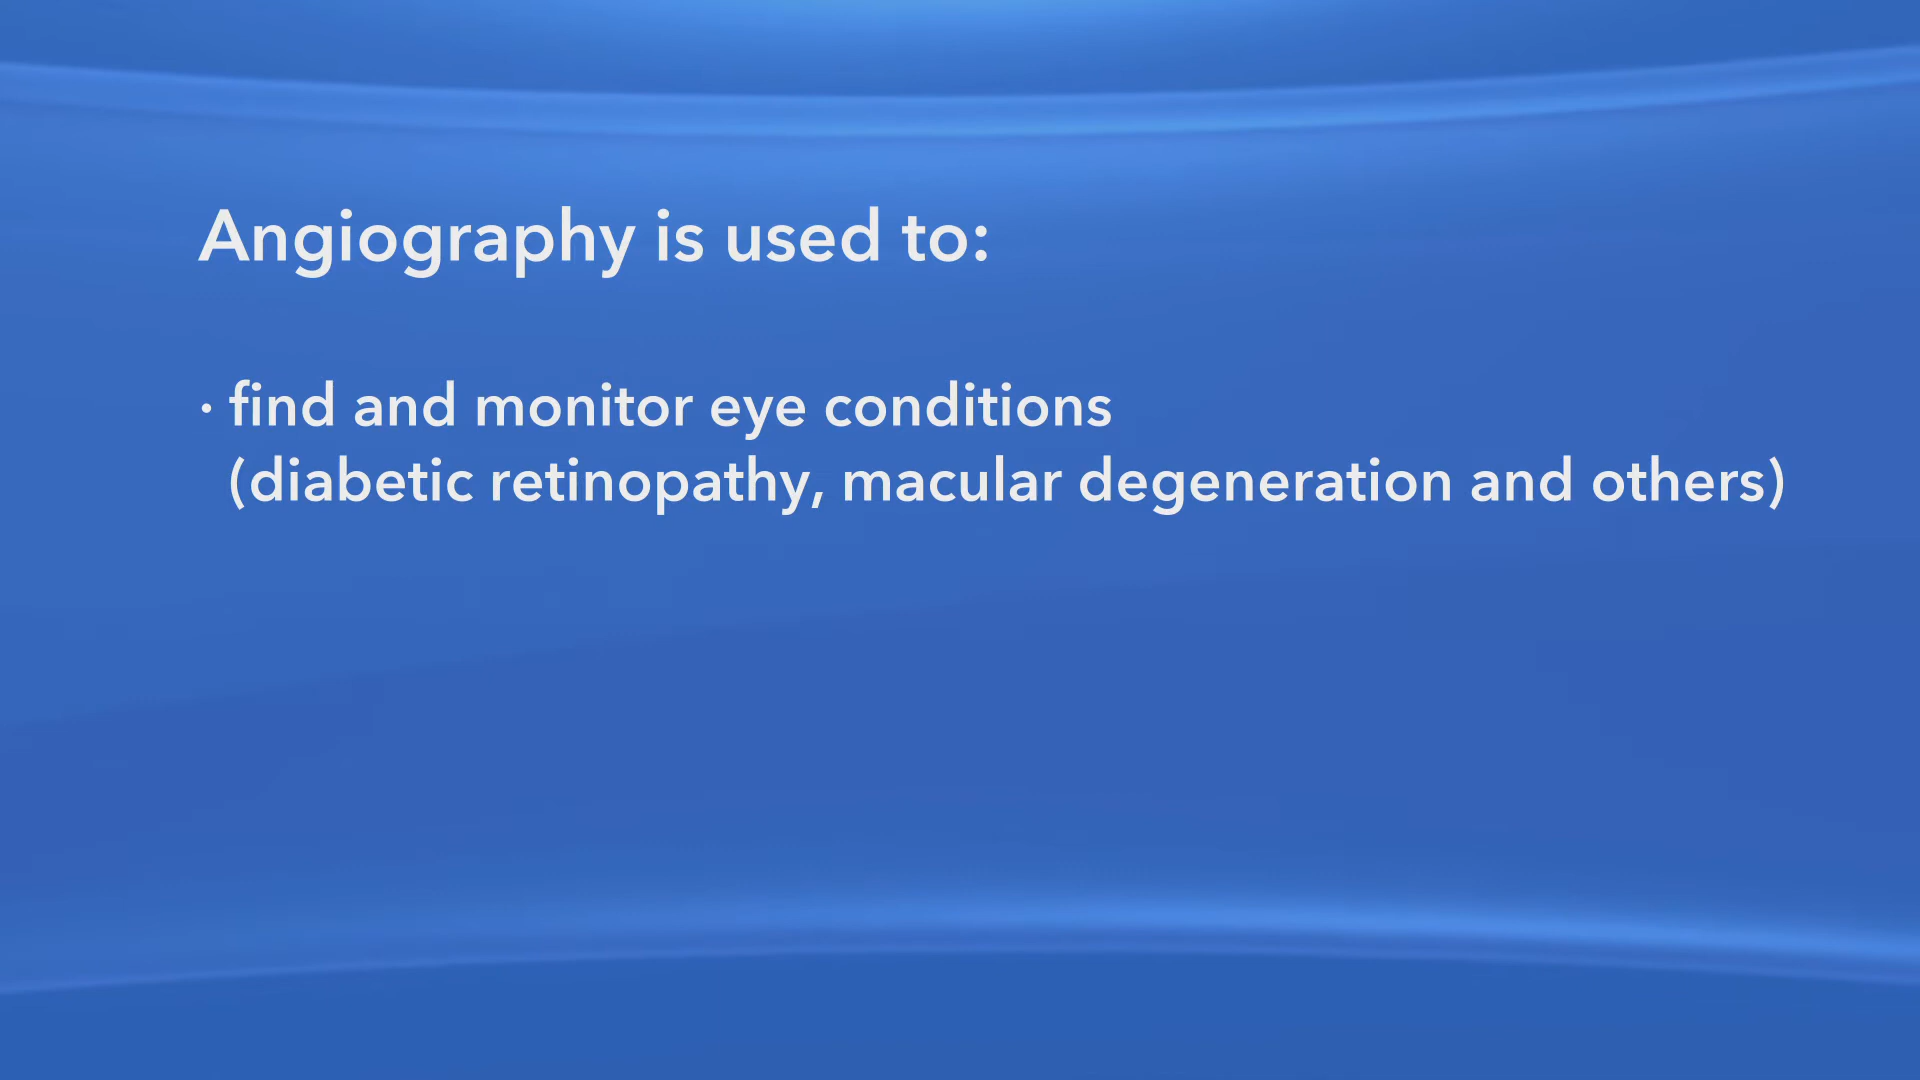 Angiography is used to:
· find and monitor eye conditions
(diabetic retinopathy, macular degeneration and others)